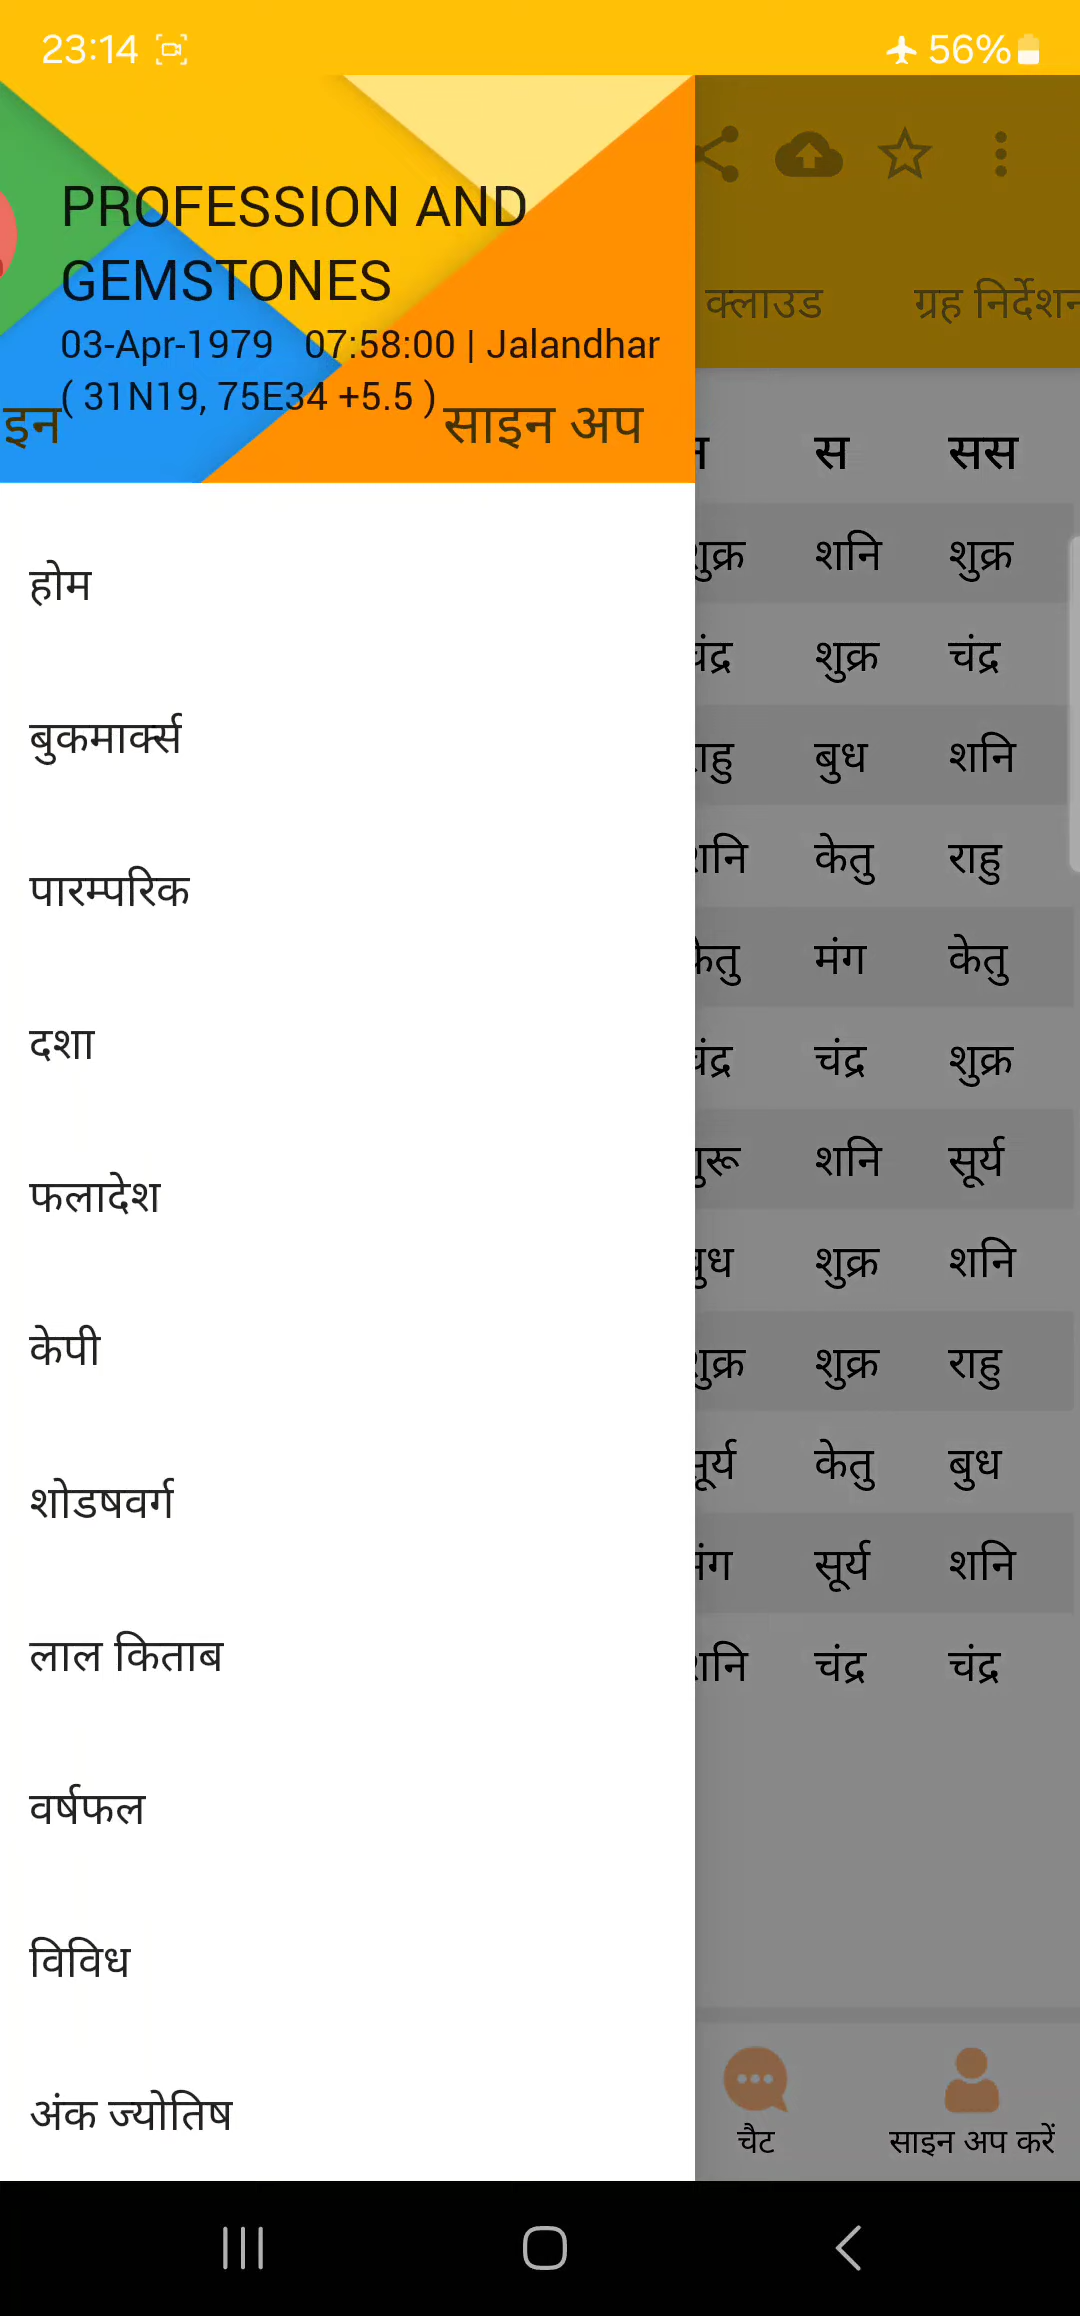 23:14 56%
PROFESSION AND
GEMSTONES
03-Apr-1979 07:58:00 | Jalandhar
( 31N19, 75E34 +5.5 )
साइन अप
क्लाउड ग्रह
होम
बुकमार्क्स
पारम्परिक
दशा
फलादेश
केपी
शोडषवर्ग
लाल किताब
वर्षफल
विविध
अंक ज्योतिष
स सस
शनि शुक्र
शुक्र चंद्र
बुध शनि
केतु राहु
मंग केतु
चंद्र शुक्र
शनि सूर्य
शुक्र शनि
शुक्र राहु
केतु बुध
सूर्य शनि
चंद्र चंद्र
चैट साइन अप करें